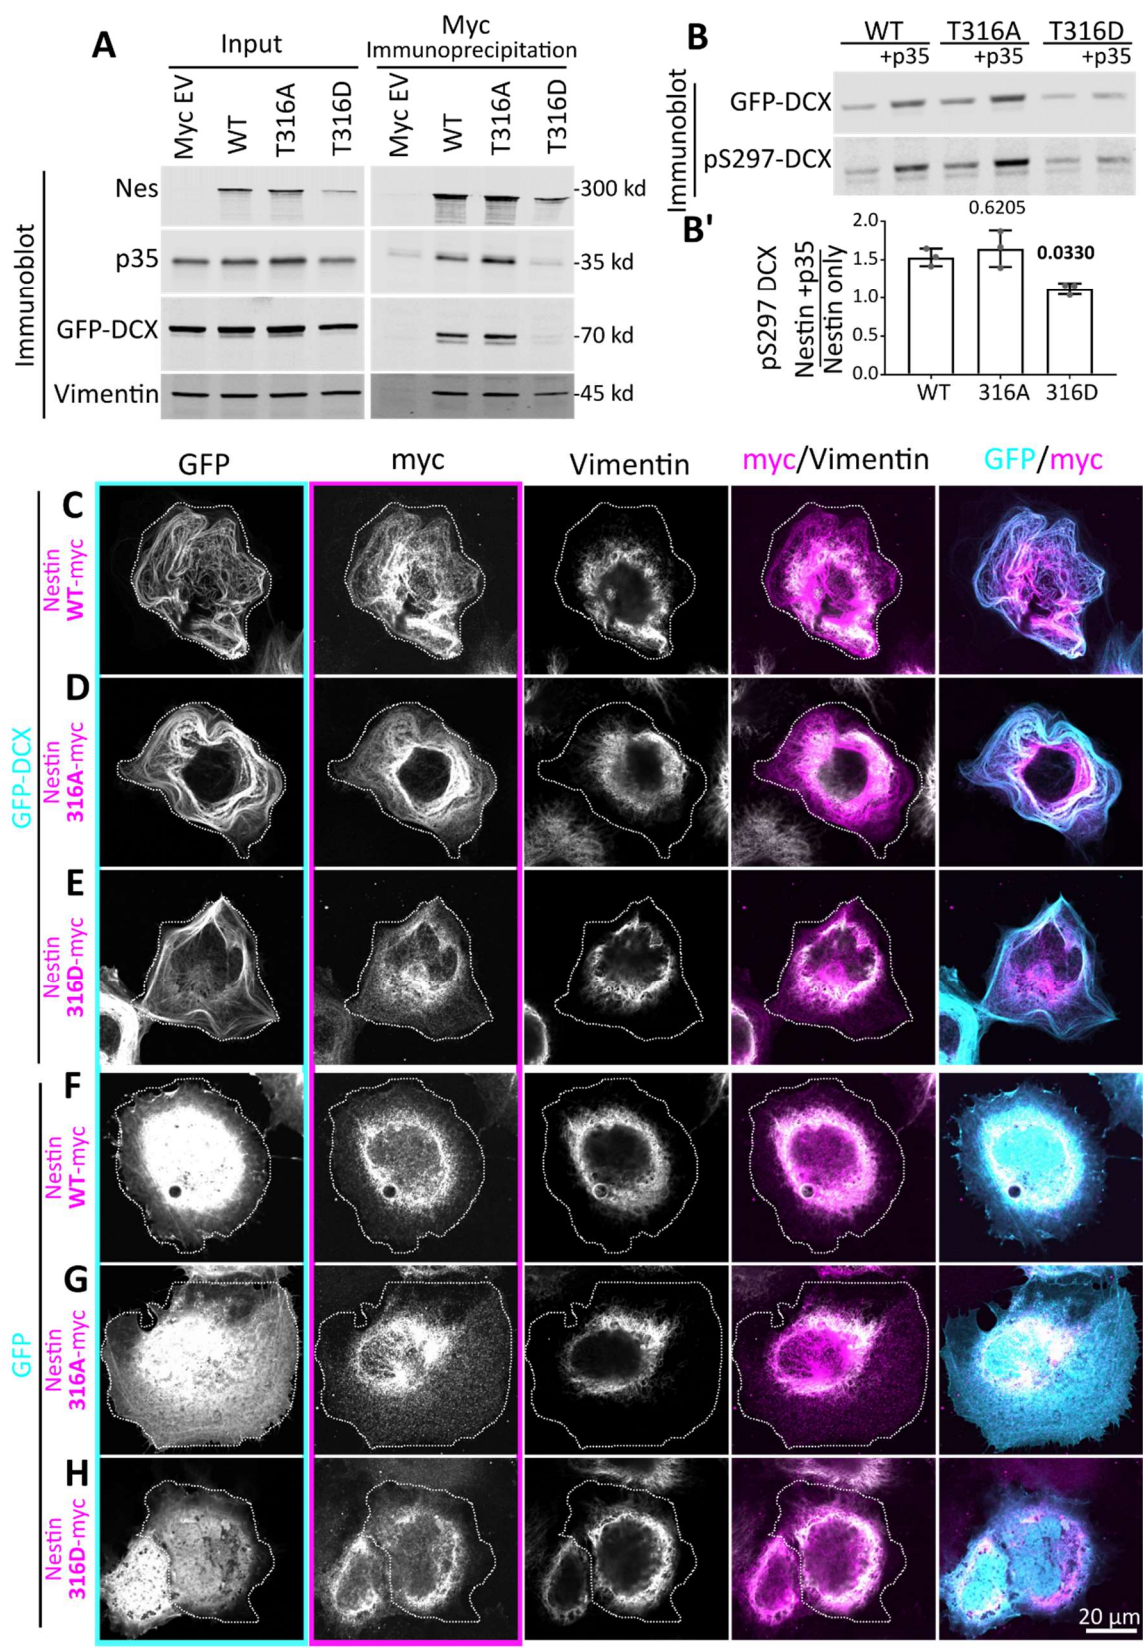 A
Input
Myc
Immunoprecipitation
Myc EV
WT
T316A
T316D
Myc EV
WT
T316A
T316D
Immunoblot
Nes
-300 kd
p35
-35 kd
GFP-DCX
-70 kd
Vimentin
-45 kd
B
WT
T316A
T316D
+p35
+p35
+p35
Immunoblot
GFP-DCX
pS297-DCX
B'
0.6205
0.0330
pS297 DCX
Nestin +p35
Nestin only
2.0
1.5
1.0
0.5
0.0
WT
316A
316D
GFP
myc
Vimentin
myc/Vimentin
GFP/myc
GFP-DCX
C
Nestin
WT-myc
D
Nestin
316A-myc
E
Nestin
316D-myc
GFP
F
Nestin
WT-myc
G
Nestin
316A-myc
H
Nestin
316D-myc
20 µm